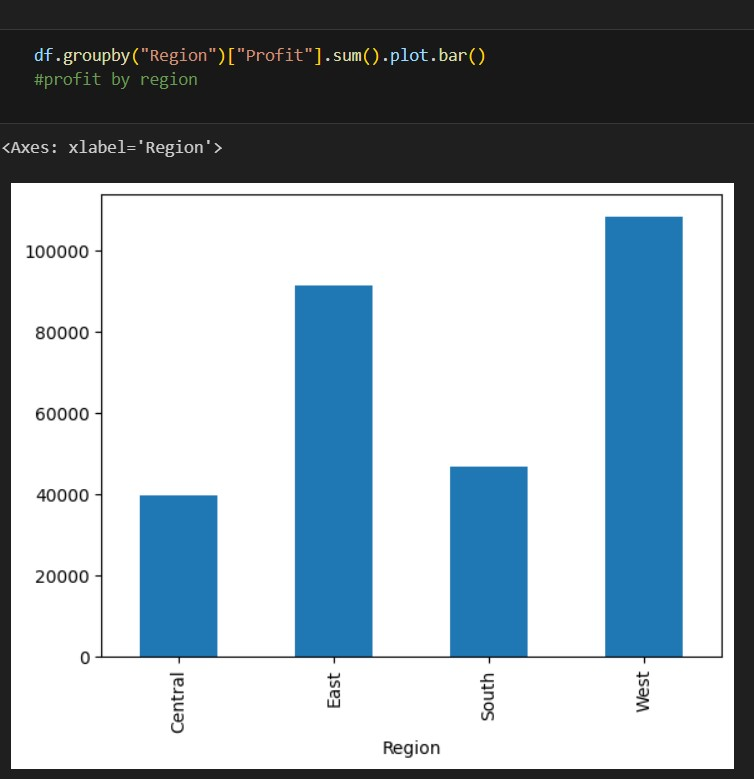 df.groupby("Region")["Profit"].sum().plot.bar()
#profit by region
<Axes: xlabel='Region'>
100000
80000
60000
40000
20000
0
Central
East
South
West
Region